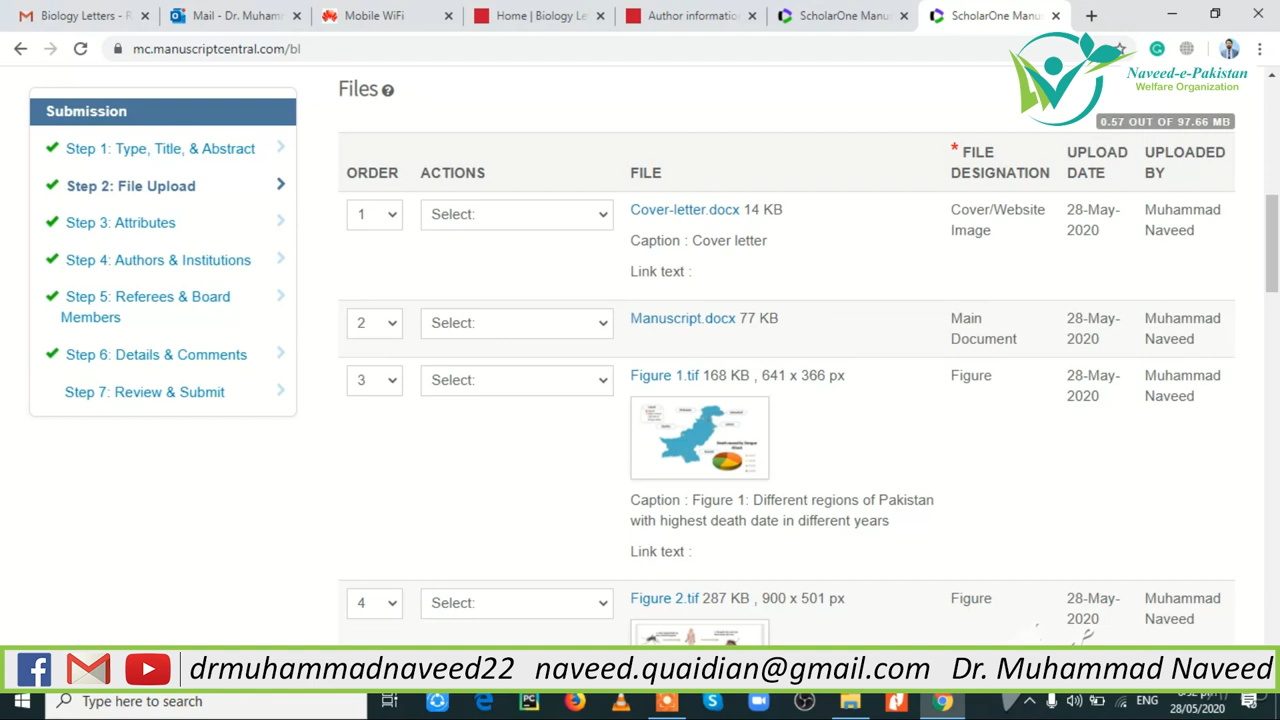 Biology Letters - R
Mail - Dr. Muhamm
Mobile WiFi
Home | Biology Le
Author informatio
ScholarOne Manus
ScholarOne Manus
mc.manuscriptcentral.com/bl
Naveed-e-Pakistan
Welfare Organization
0.57 OUT OF 97.66 MB
Submission
Step 1: Type, Title, & Abstract
Step 2: File Upload
Step 3: Attributes
Step 4: Authors & Institutions
Step 5: Referees & Board
Members
Step 6: Details & Comments
Step 7: Review & Submit
Files
ORDER ACTIONS FILE * FILE DESIGNATION UPLOAD DATE UPLOADED BY
1 Select: Cover-letter.docx 14 KB Cover/Website Image 28-May-2020 Muhammad Naveed
Caption : Cover letter
Link text :
2 Select: Manuscript.docx 77 KB Main Document 28-May-2020 Muhammad Naveed
3 Select: Figure 1.tif 168 KB , 641 x 366 px Figure 28-May-2020 Muhammad Naveed
Caption : Figure 1: Different regions of Pakistan
with highest death date in different years
Link text :
4 Select: Figure 2.tif 287 KB , 900 x 501 px Figure 28-May-2020 Muhammad Naveed
drmuhammadnaveed22 naveed.quaidian@gmail.com Dr. Muhammad Naveed
Type here to search
ENG
28/05/2020